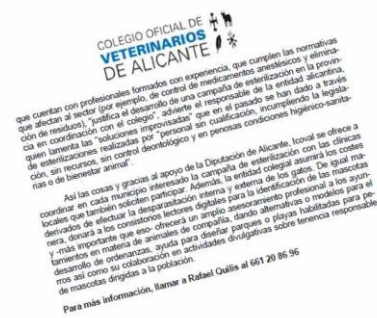 COLEGIO OFICIAL DE
VETERINARIOS
DE ALICANTE
que cuentan con profesionales formados con experiencia, que cumplen las normativas
que afectan al sector (por ejemplo, de control de medicamentos anestésicos y elimina-
ción de residuos), "justifica el desarrollo de una campaña de esterilización en la provin-
cia en coordinación con el colegio", advierte el responsable de la entidad alicantina,
quien lamenta las "soluciones improvisadas" que en el pasado se han dado a través
de esterilizaciones realizadas por "personal sin cualificación, incumpliendo la legisla-
ción, sin recursos, sin control deontológico y en penosas condiciones higiénico-sanita-
rias o de bienestar animal".
Así las cosas y gracias al apoyo de la Diputación de Alicante, Icoval se ofrece a
coordinar en cada municipio interesado la campaña de esterilización con las clínicas
locales que también soliciten participar. Además, la entidad colegial asumiría los costes
derivados de efectuar la desparasitación interna y externa de los gatos. De igual ma-
nera, donará a los consistorios lectores digitales para la identificación de las mascotas
y -más importante que eso- ofrecerá un amplio asesoramiento profesional a los ayun-
tamientos en materia de animales de compañía, dando alternativas o modelos para el
desarrollo de ordenanzas, ayuda para diseñar parques o playas habilitadas para pe-
rros así como su colaboración en actividades divulgativas sobre tenencia responsable
de mascotas dirigidas a la población.
Para más información, llamar a Rafael Quilis al 661 20 86 96